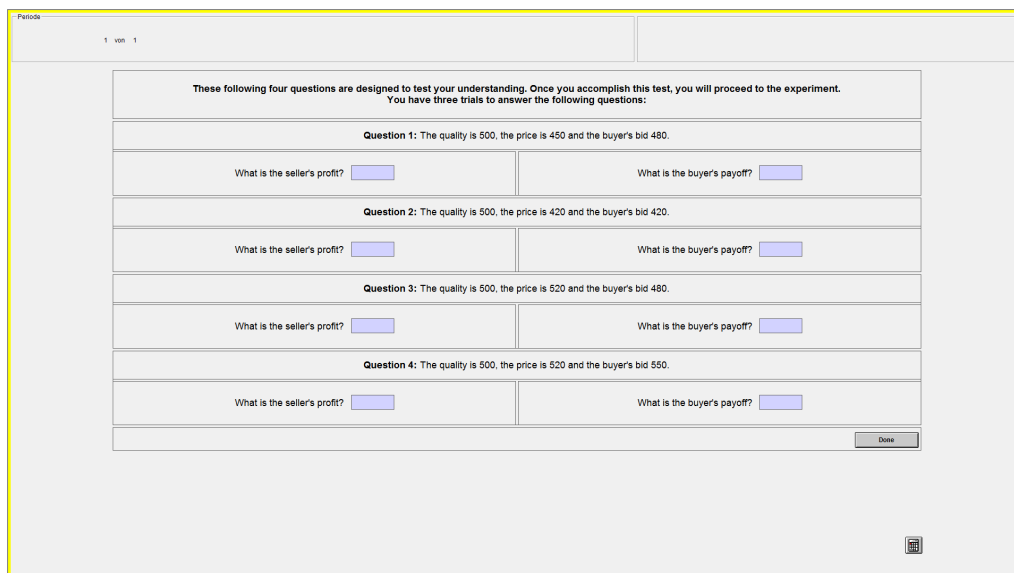 Periode
1 von 1
These following four questions are designed to test your understanding. Once you accomplish this test, you will proceed to the experiment.
You have three trials to answer the following questions:
Question 1: The quality is 500, the price is 450 and the buyer's bid 480.
What is the seller's profit? What is the buyer's payoff?
Question 2: The quality is 500, the price is 420 and the buyer's bid 420.
What is the seller's profit? What is the buyer's payoff?
Question 3: The quality is 500, the price is 520 and the buyer's bid 480.
What is the seller's profit? What is the buyer's payoff?
Question 4: The quality is 500, the price is 520 and the buyer's bid 550.
What is the seller's profit? What is the buyer's payoff?
Done